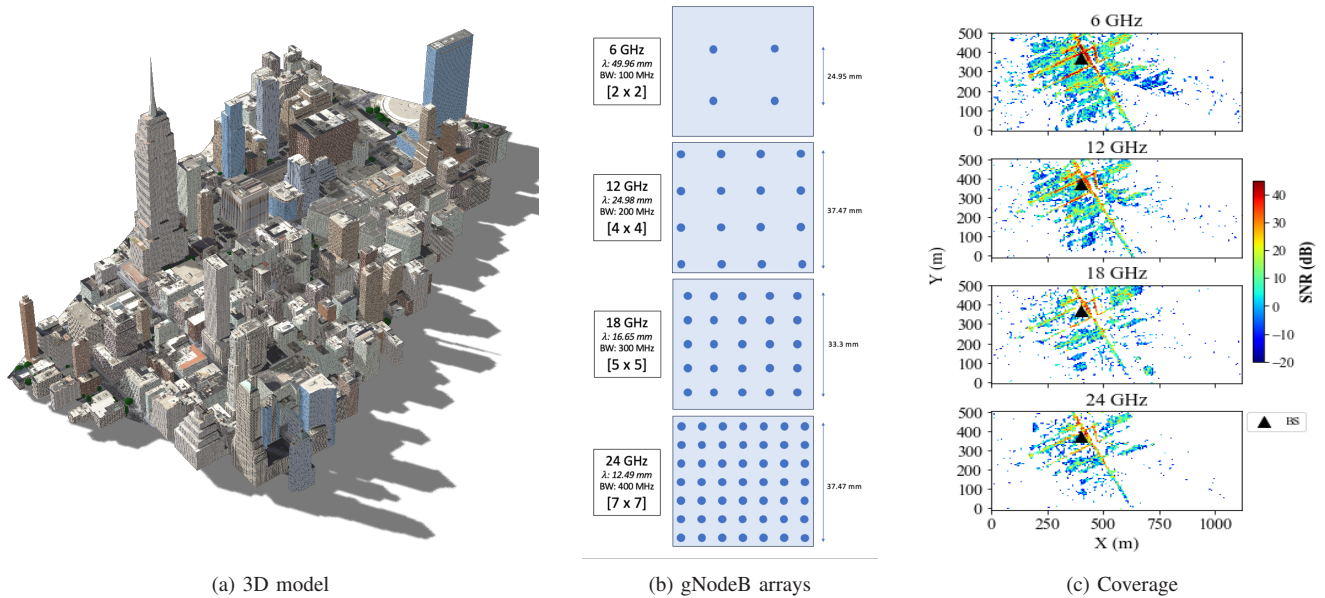 6 GHz
λ: 49.96 mm
BW: 100 MHz
[2 x 2]
24.95 mm
12 GHz
λ: 24.98 mm
BW: 200 MHz
[4 x 4]
37.47 mm
18 GHz
λ: 16.65 mm
BW: 300 MHz
[5 x 5]
33.3 mm
24 GHz
λ: 12.49 mm
BW: 400 MHz
[7 x 7]
37.47 mm
6 GHz
500
400
300
200
100
0
12 GHz
500
400
300
200
100
0
18 GHz
500
400
300
200
100
0
24 GHz
500
400
300
200
100
0
0 250 500 750 1000
X (m)
Y (m)
40
30
20
10
0
−10
−20
SNR (dB)
BS
(a) 3D model
(b) gNodeB arrays
(c) Coverage